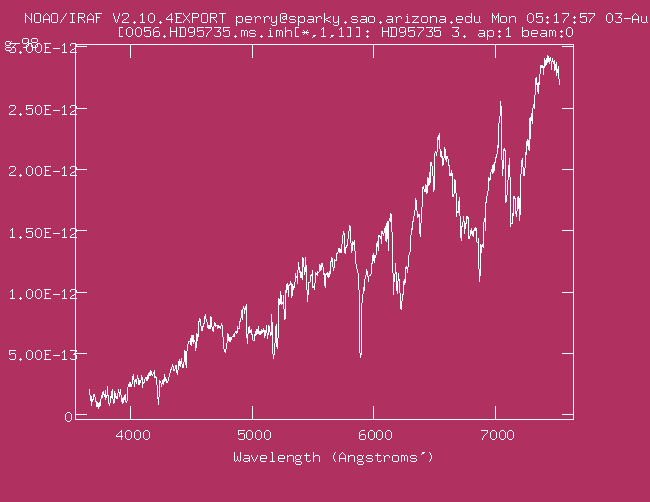 NOAO/IRAF V2.10.4EXPORT perry@sparky.sao.arizona.edu Mon 05:17:57 03-Au
g-98
[0056.HD95735.ms.imh[*,1,1]]: HD95735 3. ap:1 beam:0
3.00E-12
2.50E-12
2.00E-12
1.50E-12
1.00E-12
5.00E-13
0
4000 5000 6000 7000
Wavelength (Angstroms')